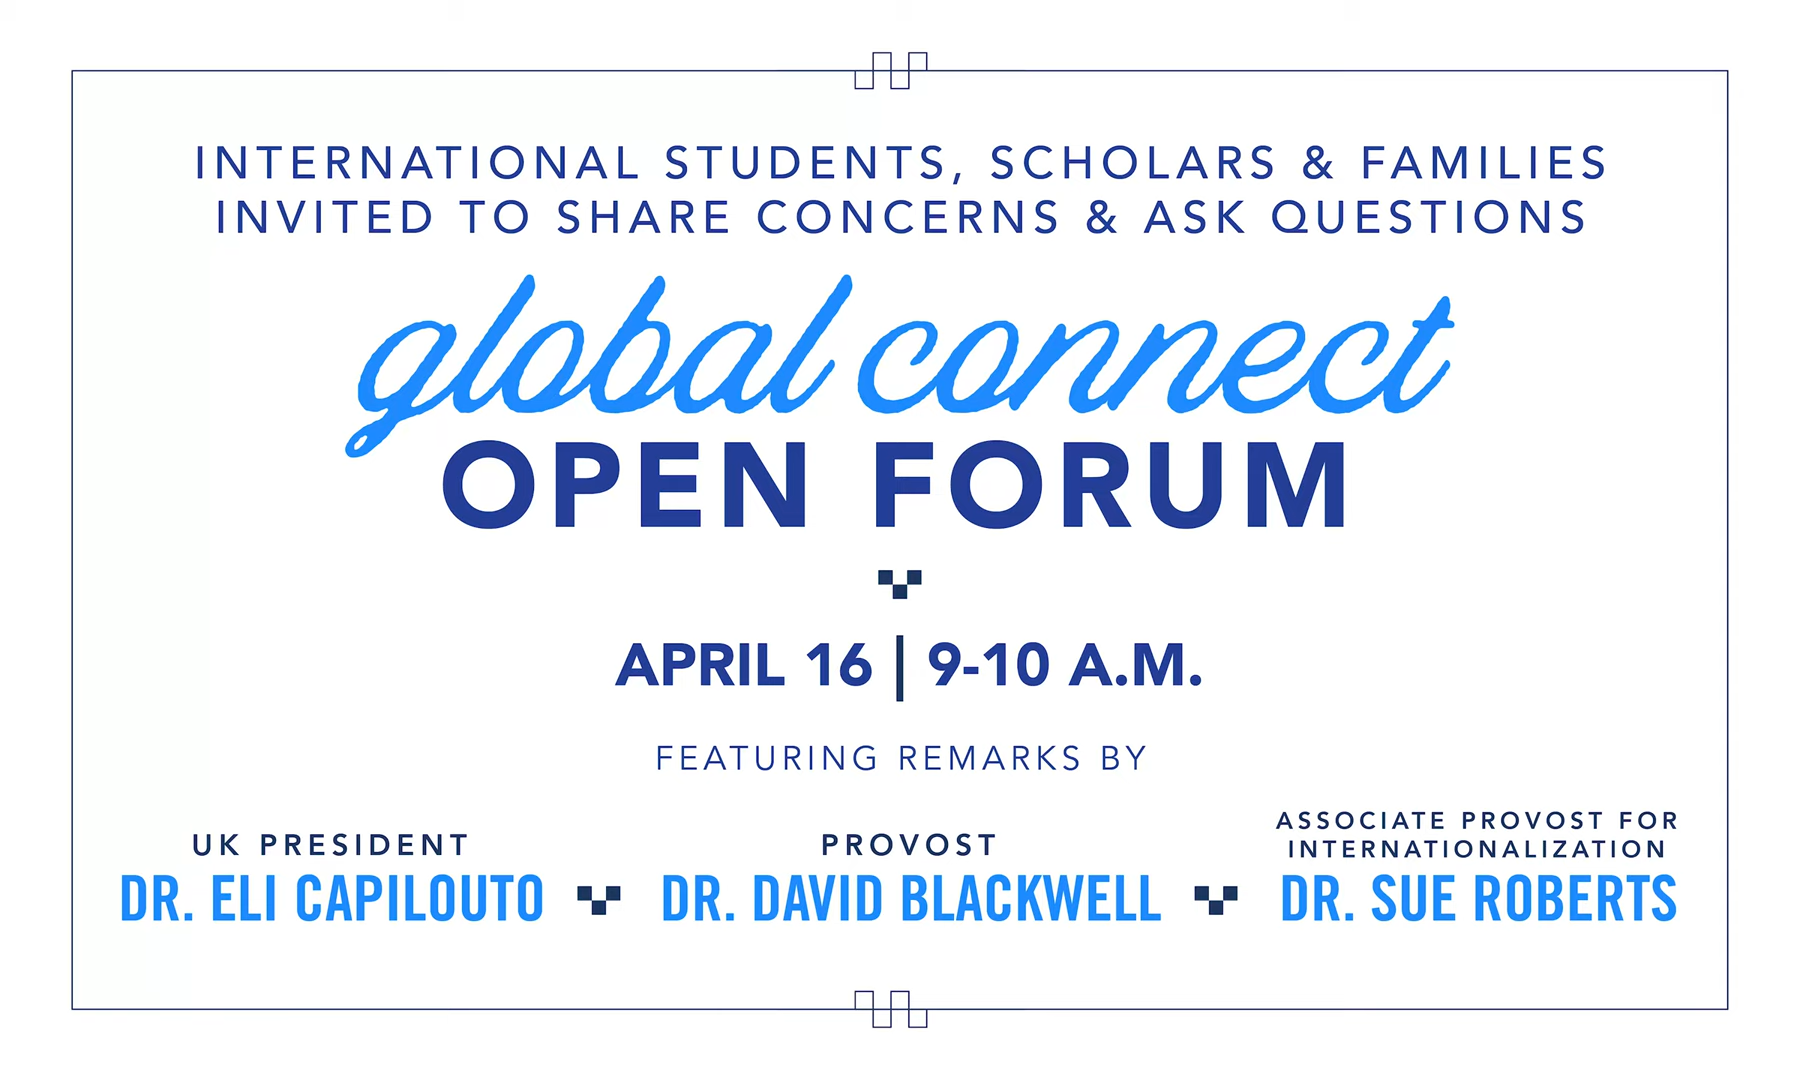 INTERNATIONAL STUDENTS, SCHOLARS & FAMILIES
INVITED TO SHARE CONCERNS & ASK QUESTIONS
global connect
OPEN FORUM
APRIL 16 | 9-10 A.M.
FEATURING REMARKS BY
UK PRESIDENT
DR. ELI CAPILOUTO
PROVOST
DR. DAVID BLACKWELL
ASSOCIATE PROVOST FOR
INTERNATIONALIZATION
DR. SUE ROBERTS